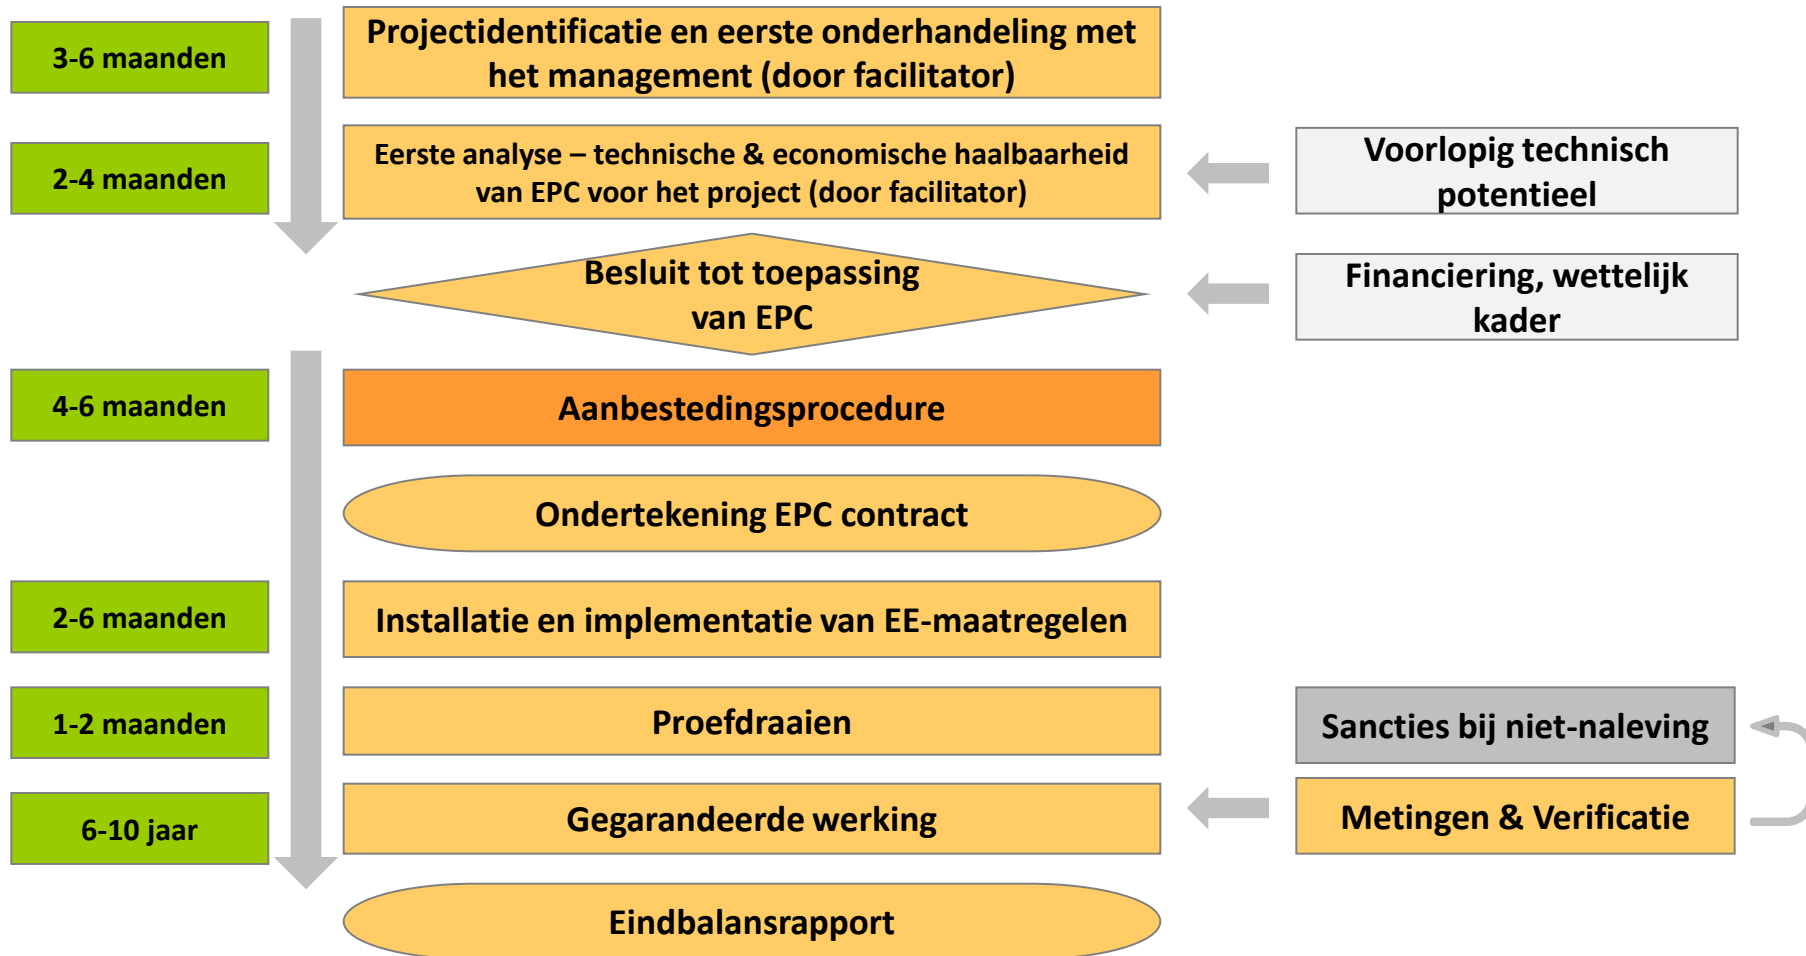 3-6 maanden
Projectidentificatie en eerste onderhandeling met
het management (door facilitator)
2-4 maanden
Eerste analyse – technische & economische haalbaarheid
van EPC voor het project (door facilitator)
Voorlopig technisch
potentieel
Besluit tot toepassing
van EPC
Financiering, wettelijk
kader
4-6 maanden
Aanbestedingsprocedure
Ondertekening EPC contract
2-6 maanden
Installatie en implementatie van EE-maatregelen
1-2 maanden
Proefdraaien
Sancties bij niet-naleving
6-10 jaar
Gegarandeerde werking
Metingen & Verificatie
Eindbalansrapport